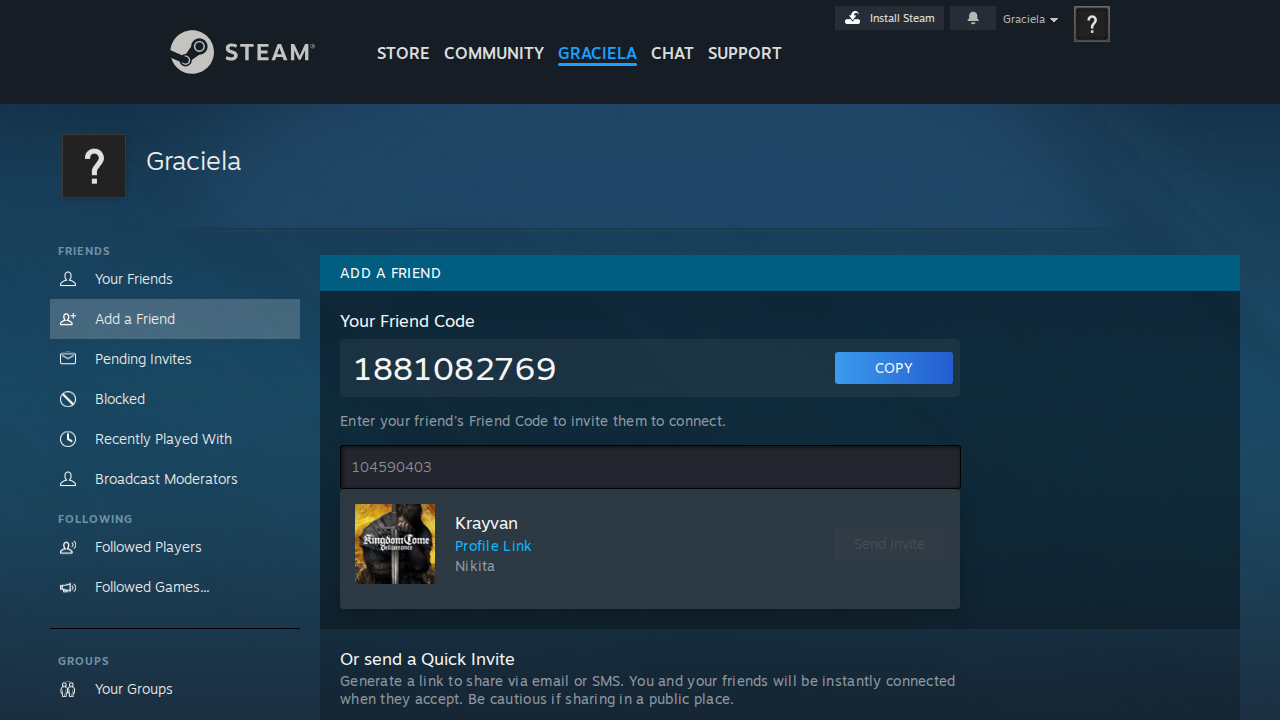 Install Steam
Graciela
STEAM®
STORE COMMUNITY GRACIELA CHAT SUPPORT
Graciela
FRIENDS
Your Friends
Add a Friend
Pending Invites
Blocked
Recently Played With
Broadcast Moderators
FOLLOWING
Followed Players
Followed Games...
GROUPS
Your Groups
ADD A FRIEND
Your Friend Code
1881082769
COPY
Enter your friend's Friend Code to invite them to connect.
104590403
Kingdom Come
Deliverance
Krayvan
Profile Link
Nikita
Send Invite
Or send a Quick Invite
Generate a link to share via email or SMS. You and your friends will be instantly connected
when they accept. Be cautious if sharing in a public place.